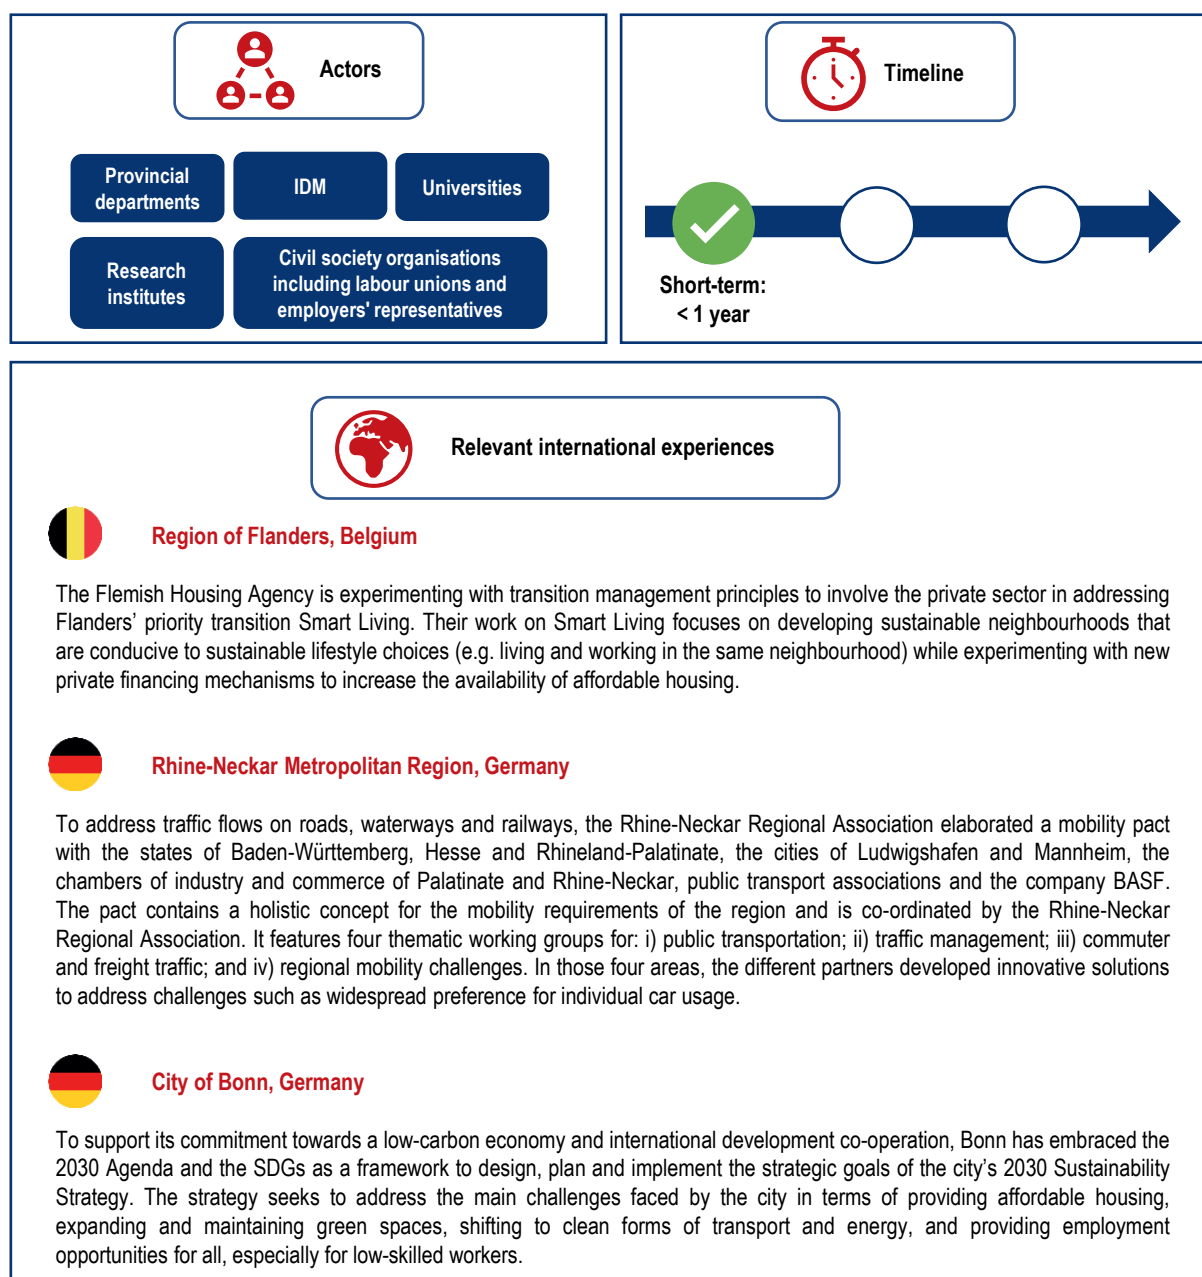 Actors
Provincial
departments
IDM
Universities
Research
institutes
Civil society organisations
including labour unions and
employers' representatives
Timeline
Short-term:
< 1 year
Relevant international experiences
Region of Flanders, Belgium
The Flemish Housing Agency is experimenting with transition management principles to involve the private sector in addressing
Flanders’ priority transition Smart Living. Their work on Smart Living focuses on developing sustainable neighbourhoods that
are conducive to sustainable lifestyle choices (e.g. living and working in the same neighbourhood) while experimenting with new
private financing mechanisms to increase the availability of affordable housing.
Rhine-Neckar Metropolitan Region, Germany
To address traffic flows on roads, waterways and railways, the Rhine-Neckar Regional Association elaborated a mobility pact
with the states of Baden-Württemberg, Hesse and Rhineland-Palatinate, the cities of Ludwigshafen and Mannheim, the
chambers of industry and commerce of Palatinate and Rhine-Neckar, public transport associations and the company BASF.
The pact contains a holistic concept for the mobility requirements of the region and is co-ordinated by the Rhine-Neckar
Regional Association. It features four thematic working groups for: i) public transportation; ii) traffic management; iii) commuter
and freight traffic; and iv) regional mobility challenges. In those four areas, the different partners developed innovative solutions
to address challenges such as widespread preference for individual car usage.
City of Bonn, Germany
To support its commitment towards a low-carbon economy and international development co-operation, Bonn has embraced the
2030 Agenda and the SDGs as a framework to design, plan and implement the strategic goals of the city’s 2030 Sustainability
Strategy. The strategy seeks to address the main challenges faced by the city in terms of providing affordable housing,
expanding and maintaining green spaces, shifting to clean forms of transport and energy, and providing employment
opportunities for all, especially for low-skilled workers.